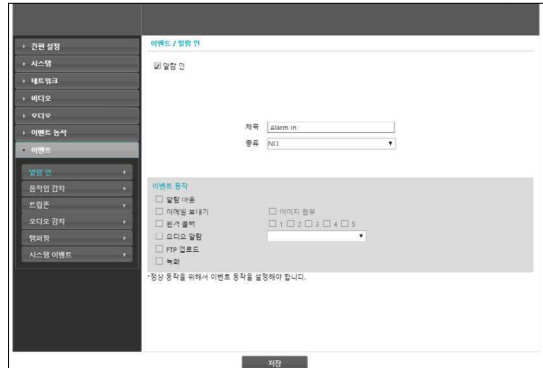 간편 설정
시스템
네트워크
비디오
오디오
이벤트 동작
이벤트
알람 인
움직임 감지
트립존
오디오 감지
탬퍼링
시스템 이벤트
이벤트 / 알람 인
알람 인
제목 Alarm In
종류 NO
이벤트 동작
알람 아웃
이메일 보내기 이미지 첨부
원격 출력 1 2 3 4 5
오디오 알람
FTP 업로드
녹화
*정상 동작을 위해서 이벤트 동작을 설정해야 합니다.
저장